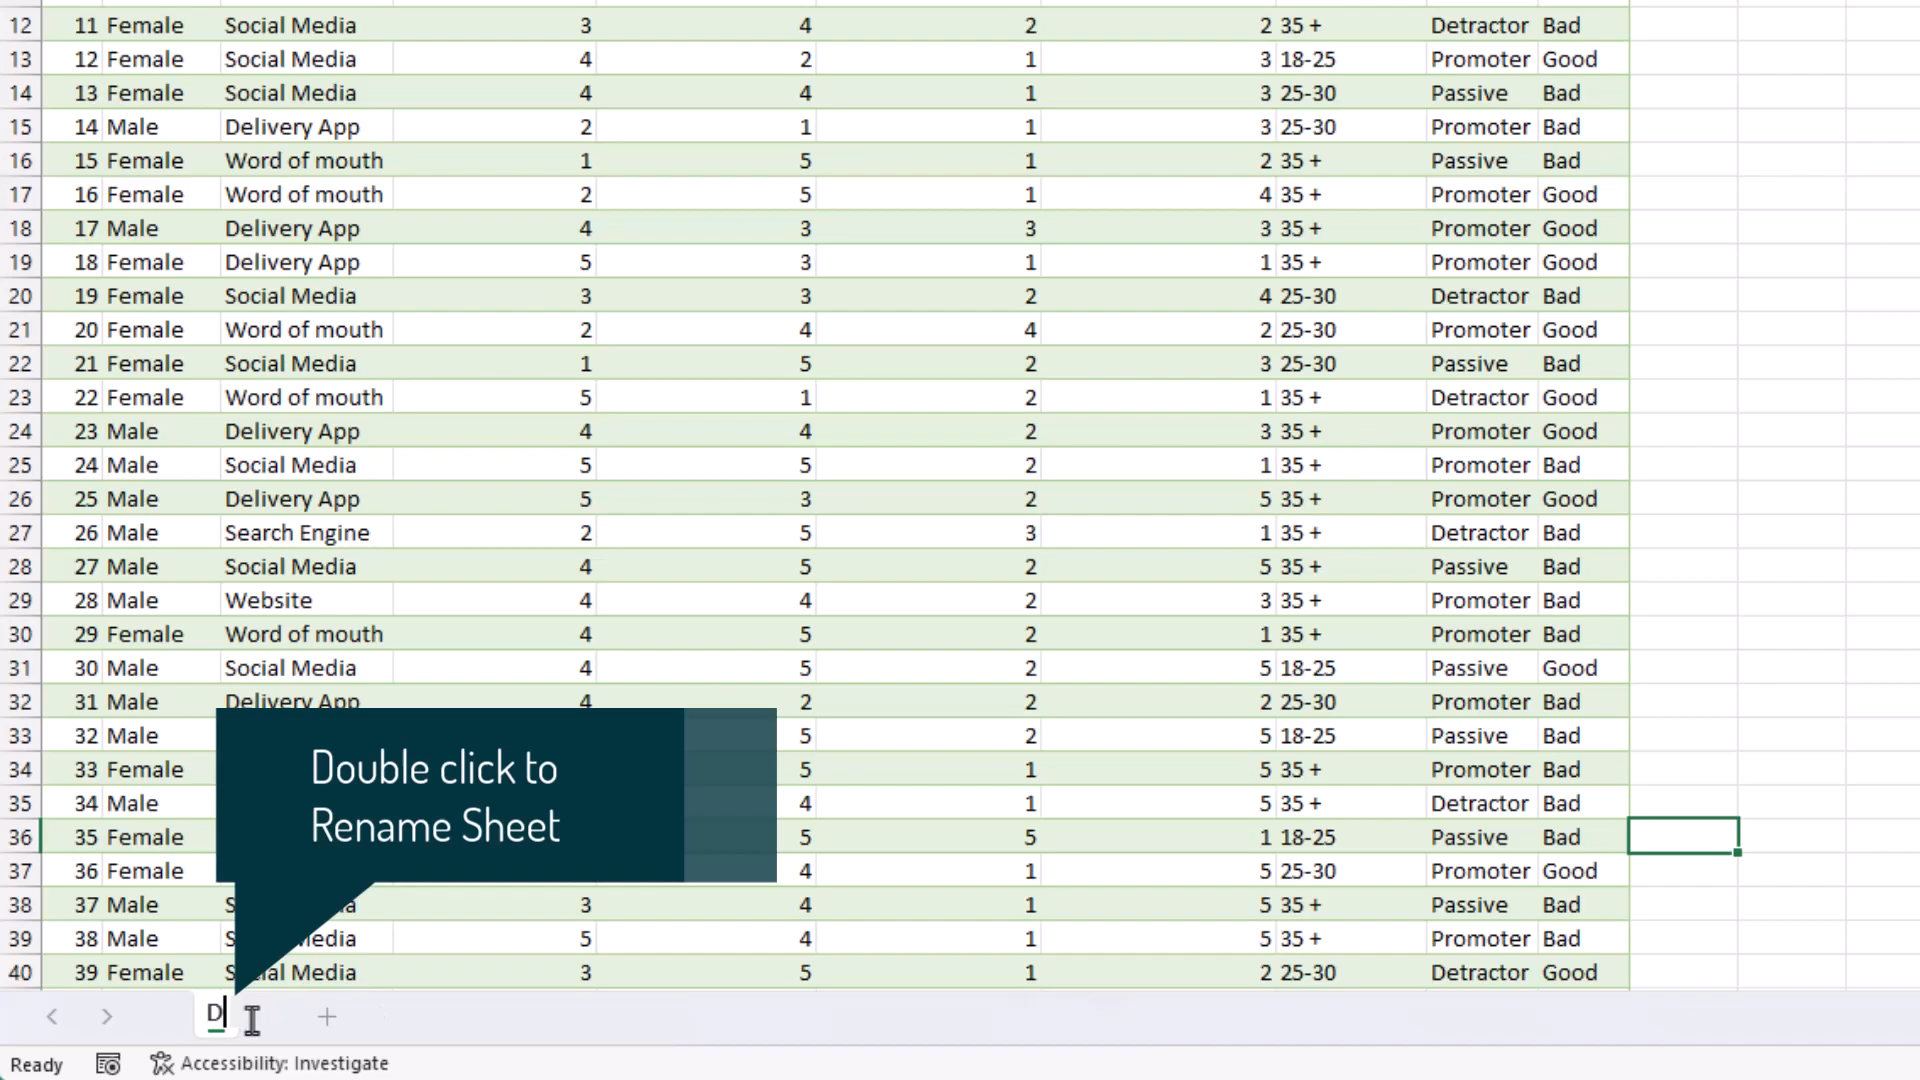 12 11 Female Social Media 3 4 2 2 35 + Detractor Bad
13 12 Female Social Media 4 2 1 3 18-25 Promoter Good
14 13 Female Social Media 4 4 1 3 25-30 Passive Bad
15 14 Male Delivery App 2 1 1 3 25-30 Promoter Bad
16 15 Female Word of mouth 1 5 1 2 35 + Passive Bad
17 16 Female Word of mouth 2 5 1 4 35 + Promoter Good
18 17 Male Delivery App 4 3 3 3 35 + Promoter Good
19 18 Female Delivery App 5 3 1 1 35 + Promoter Good
20 19 Female Social Media 3 3 2 4 25-30 Detractor Bad
21 20 Female Word of mouth 2 4 4 2 25-30 Promoter Good
22 21 Female Social Media 1 5 2 3 25-30 Passive Bad
23 22 Female Word of mouth 5 1 2 1 35 + Detractor Good
24 23 Male Delivery App 4 4 2 3 35 + Promoter Good
25 24 Male Social Media 5 5 2 1 35 + Promoter Bad
26 25 Male Delivery App 5 3 2 5 35 + Promoter Good
27 26 Male Search Engine 2 5 3 1 35 + Detractor Bad
28 27 Male Social Media 4 5 2 5 35 + Passive Bad
29 28 Male Website 4 4 2 3 35 + Promoter Bad
30 29 Female Word of mouth 4 5 2 1 35 + Promoter Bad
31 30 Male Social Media 4 5 2 5 18-25 Passive Good
32 31 Male Delivery App 4 2 2 2 25-30 Promoter Bad
33 32 Male 5 2 5 18-25 Passive Bad
34 33 Female 5 1 5 35 + Promoter Bad
35 34 Male 4 1 5 35 + Detractor Bad
36 35 Female 5 5 1 18-25 Passive Bad
37 36 Female 4 1 5 25-30 Promoter Good
38 37 Male 3 4 1 5 35 + Passive Bad
39 38 Male Media 5 4 1 5 35 + Promoter Bad
40 39 Female Social Media 3 5 1 2 25-30 Detractor Good
Double click to
Rename Sheet
D
Ready Accessibility: Investigate